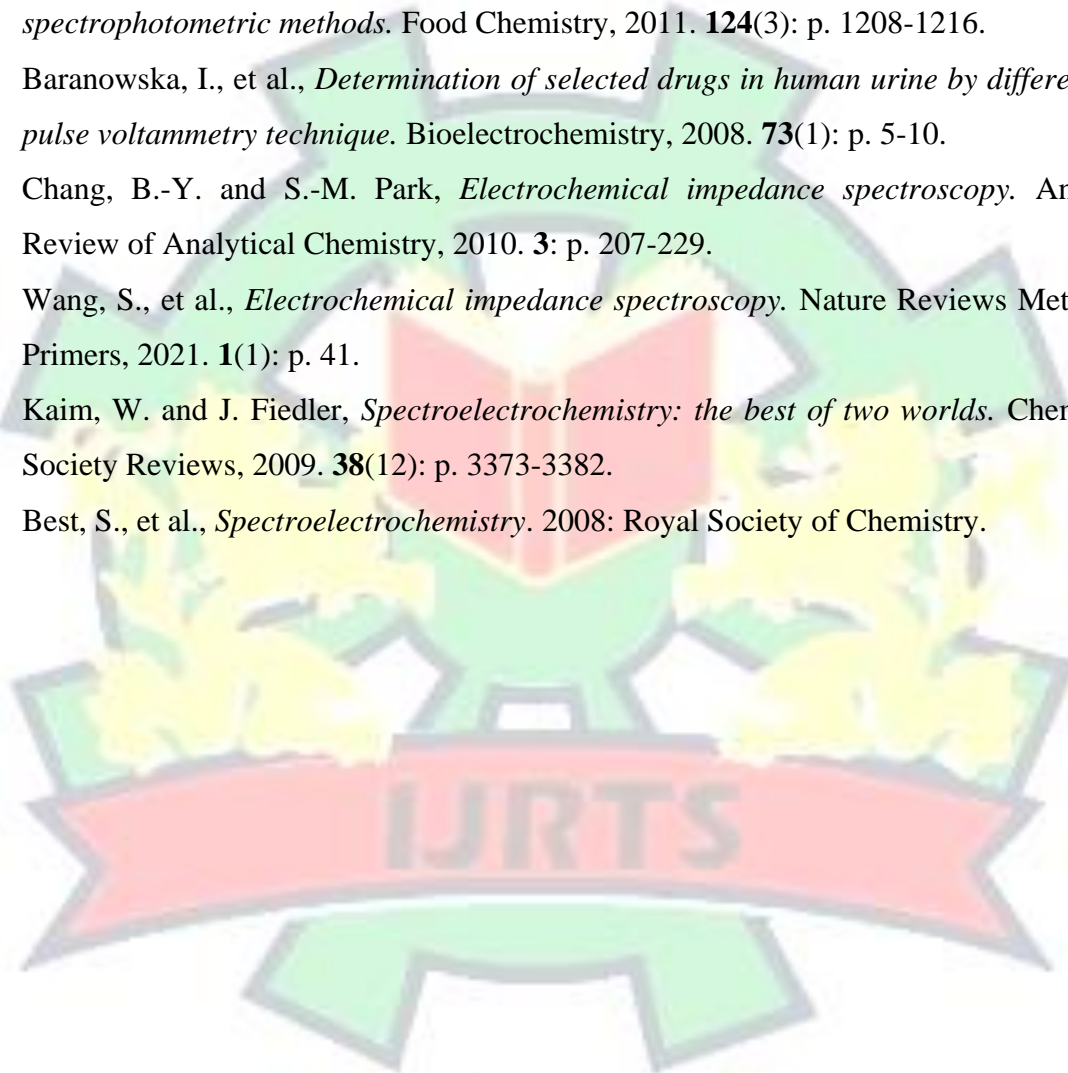 spectrophotometric methods. Food Chemistry, 2011. 124(3): p. 1208-1216.
Baranowska, I., et al., Determination of selected drugs in human urine by differe
pulse voltammetry technique. Bioelectrochemistry, 2008. 73(1): p. 5-10.
Chang, B.-Y. and S.-M. Park, Electrochemical impedance spectroscopy. An
Review of Analytical Chemistry, 2010. 3: p. 207-229.
Wang, S., et al., Electrochemical impedance spectroscopy. Nature Reviews Met
Primers, 2021. 1(1): p. 41.
Kaim, W. and J. Fiedler, Spectroelectrochemistry: the best of two worlds. Chem
Society Reviews, 2009. 38(12): p. 3373-3382.
Best, S., et al., Spectroelectrochemistry. 2008: Royal Society of Chemistry.
IJRTS